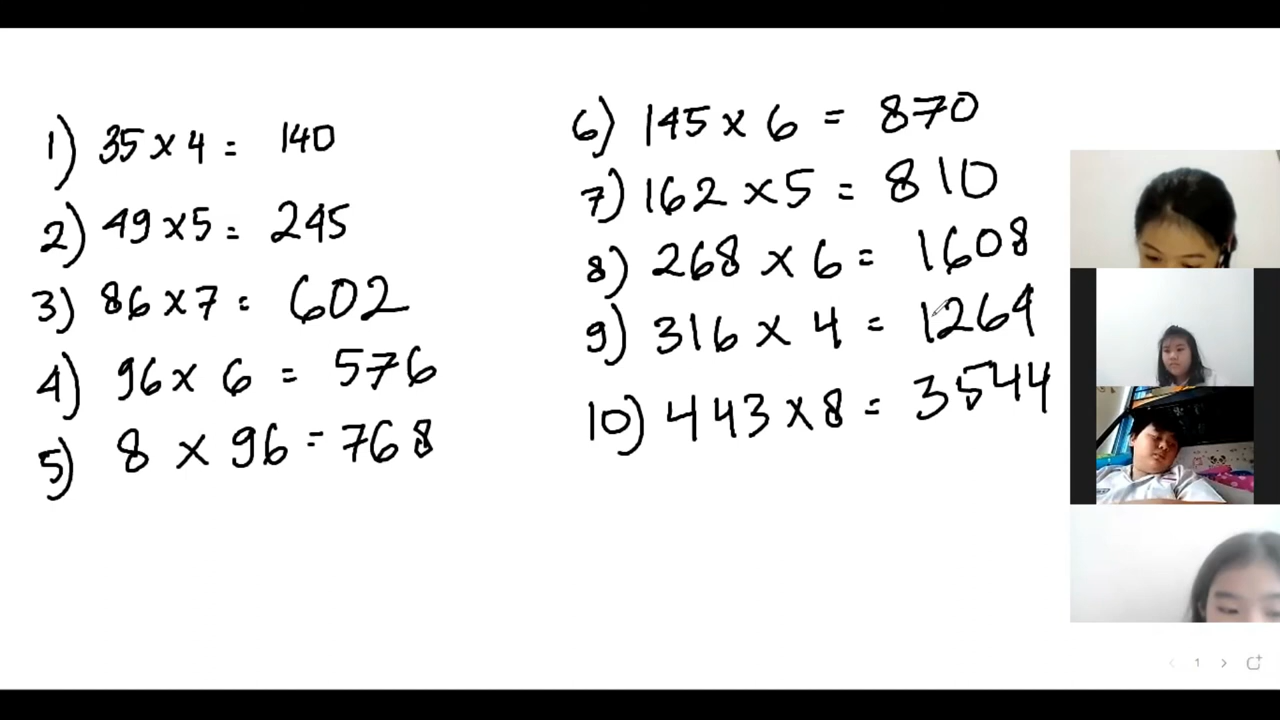 1) 35 x 4 = 140
2) 49 x 5 = 245
3) 86 x 7 = 602
4) 96 x 6 = 576
5) 8 x 96 = 768
6) 145 x 6 = 870
7) 162 x 5 = 810
8) 268 x 6 = 1608
9) 316 x 4 = 1264
10) 443 x 8 = 3544
1